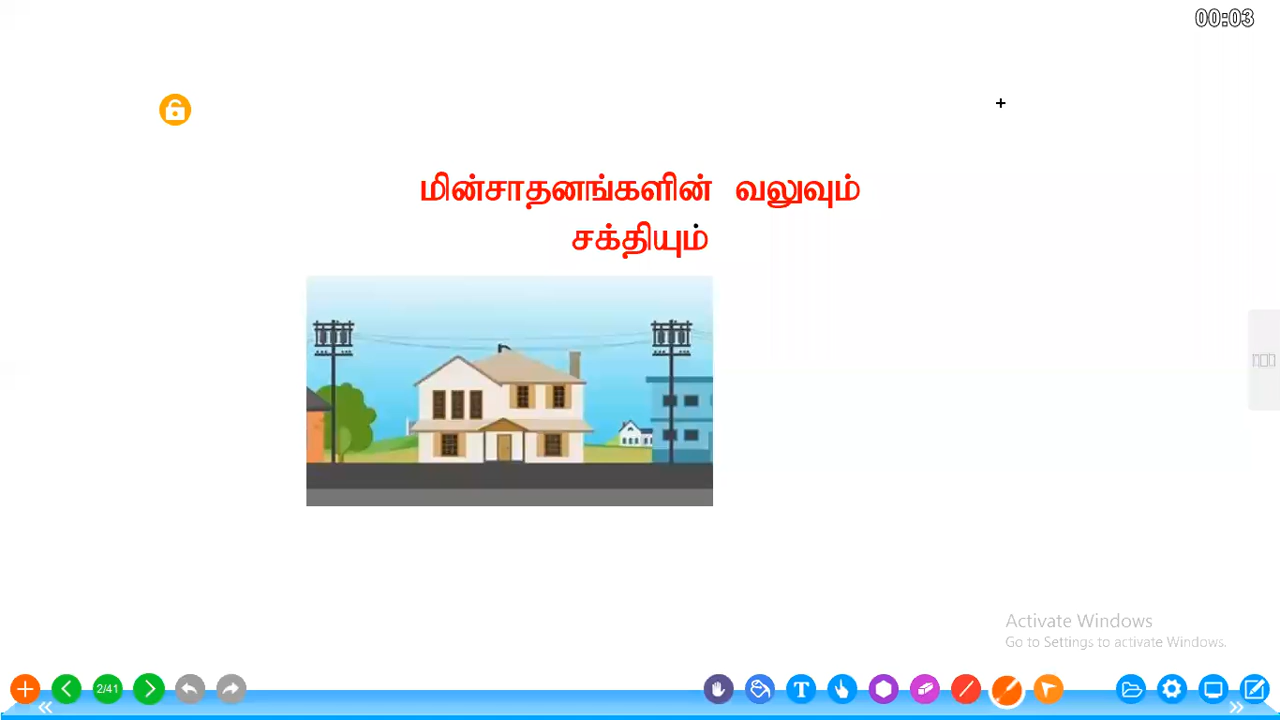 00:03
மின்சாதனங்களின் வலுவும்
சக்தியும்
Activate Windows
Go to Settings to activate Windows.
2/41
T